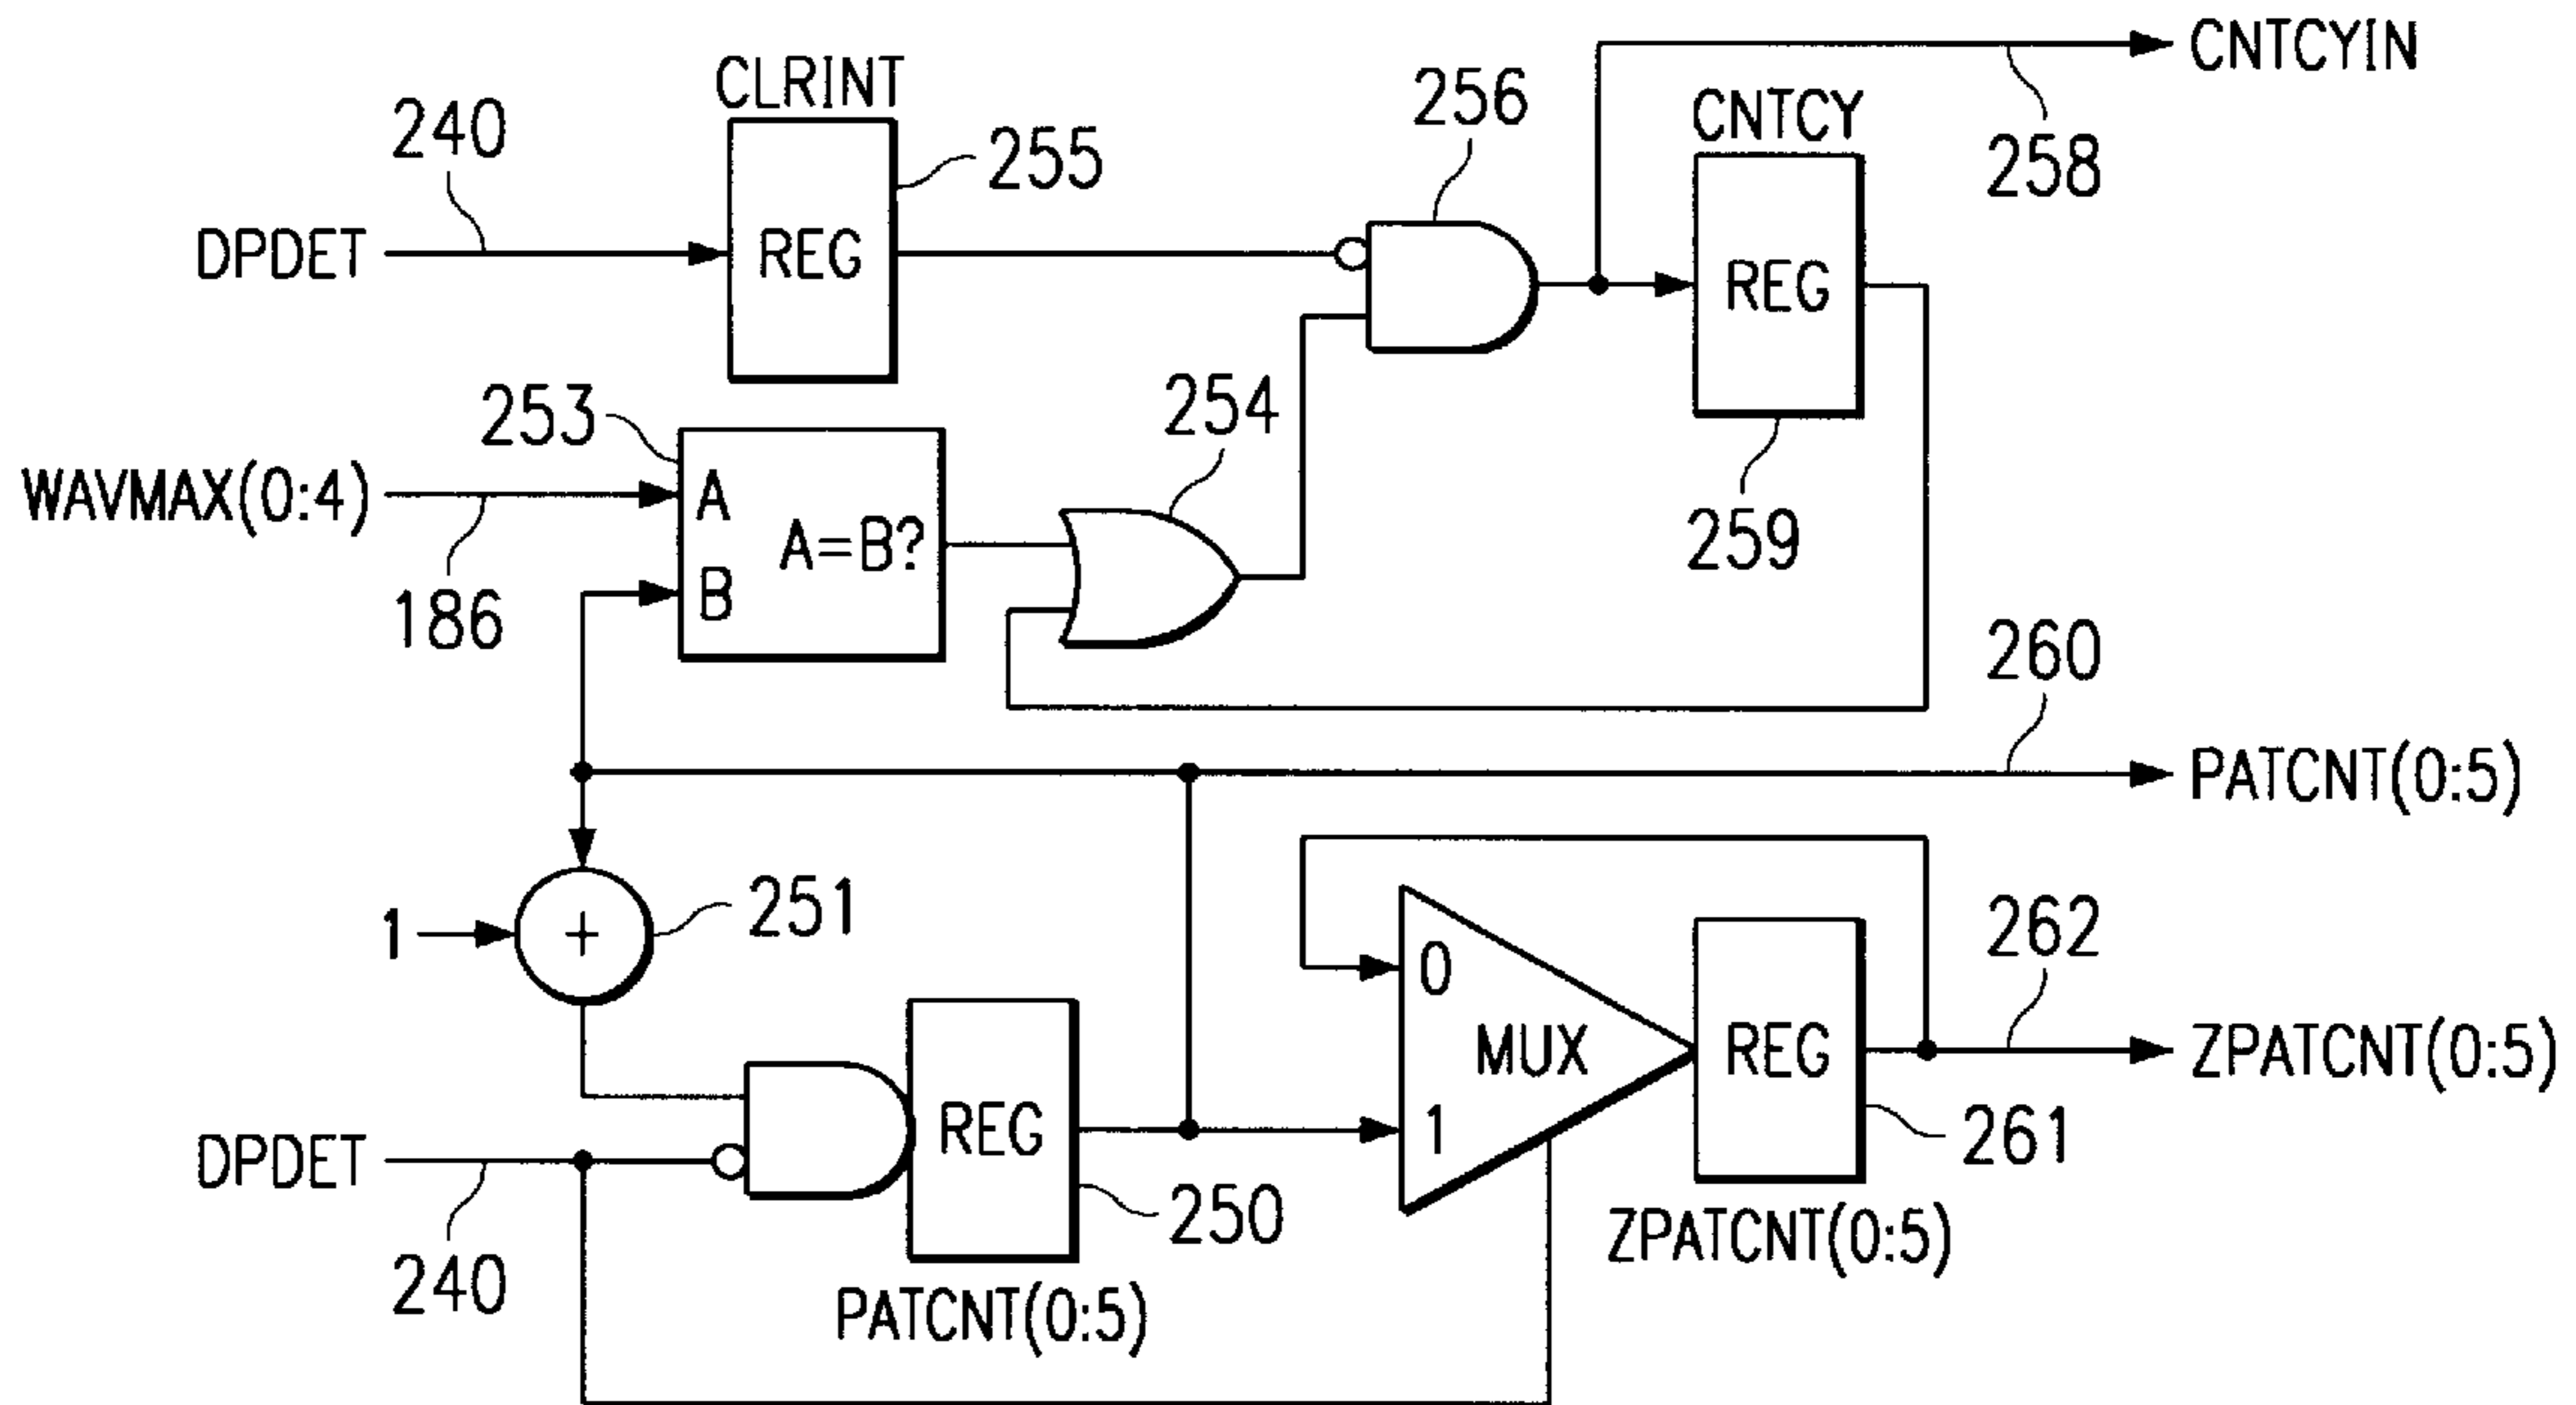 CNTCYIN
CLRINT
256
CNTCY
240
255
258
DPDET
REG
REG
253
254
WAVMAX(0:4)
A
A=B?
259
B
186
260
PATCNT(0:5)
1
+
251
0
262
MUX
REG
ZPATCNT(0:5)
REG
1
DPDET
261
250
ZPATCNT(0:5)
240
PATCNT(0:5)